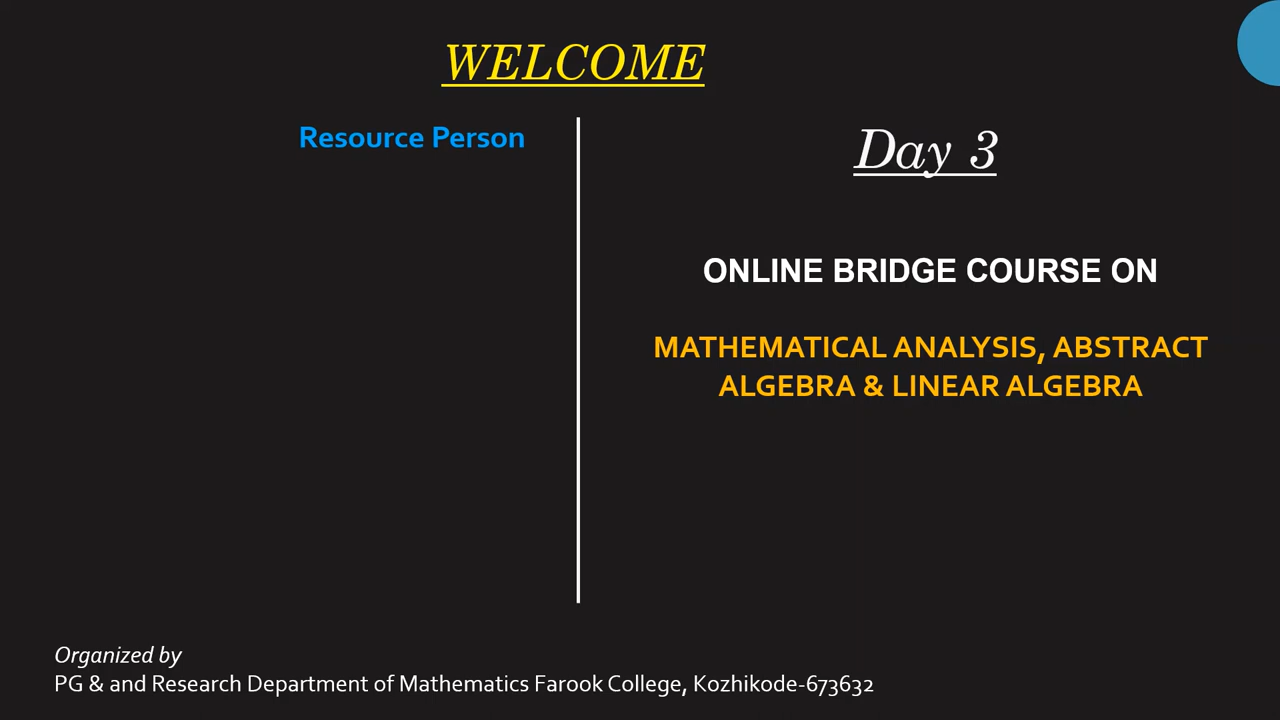 WELCOME
Resource Person
Day 3
ONLINE BRIDGE COURSE ON
MATHEMATICAL ANALYSIS, ABSTRACT
ALGEBRA & LINEAR ALGEBRA
Organized by
PG & and Research Department of Mathematics Farook College, Kozhikode-673632